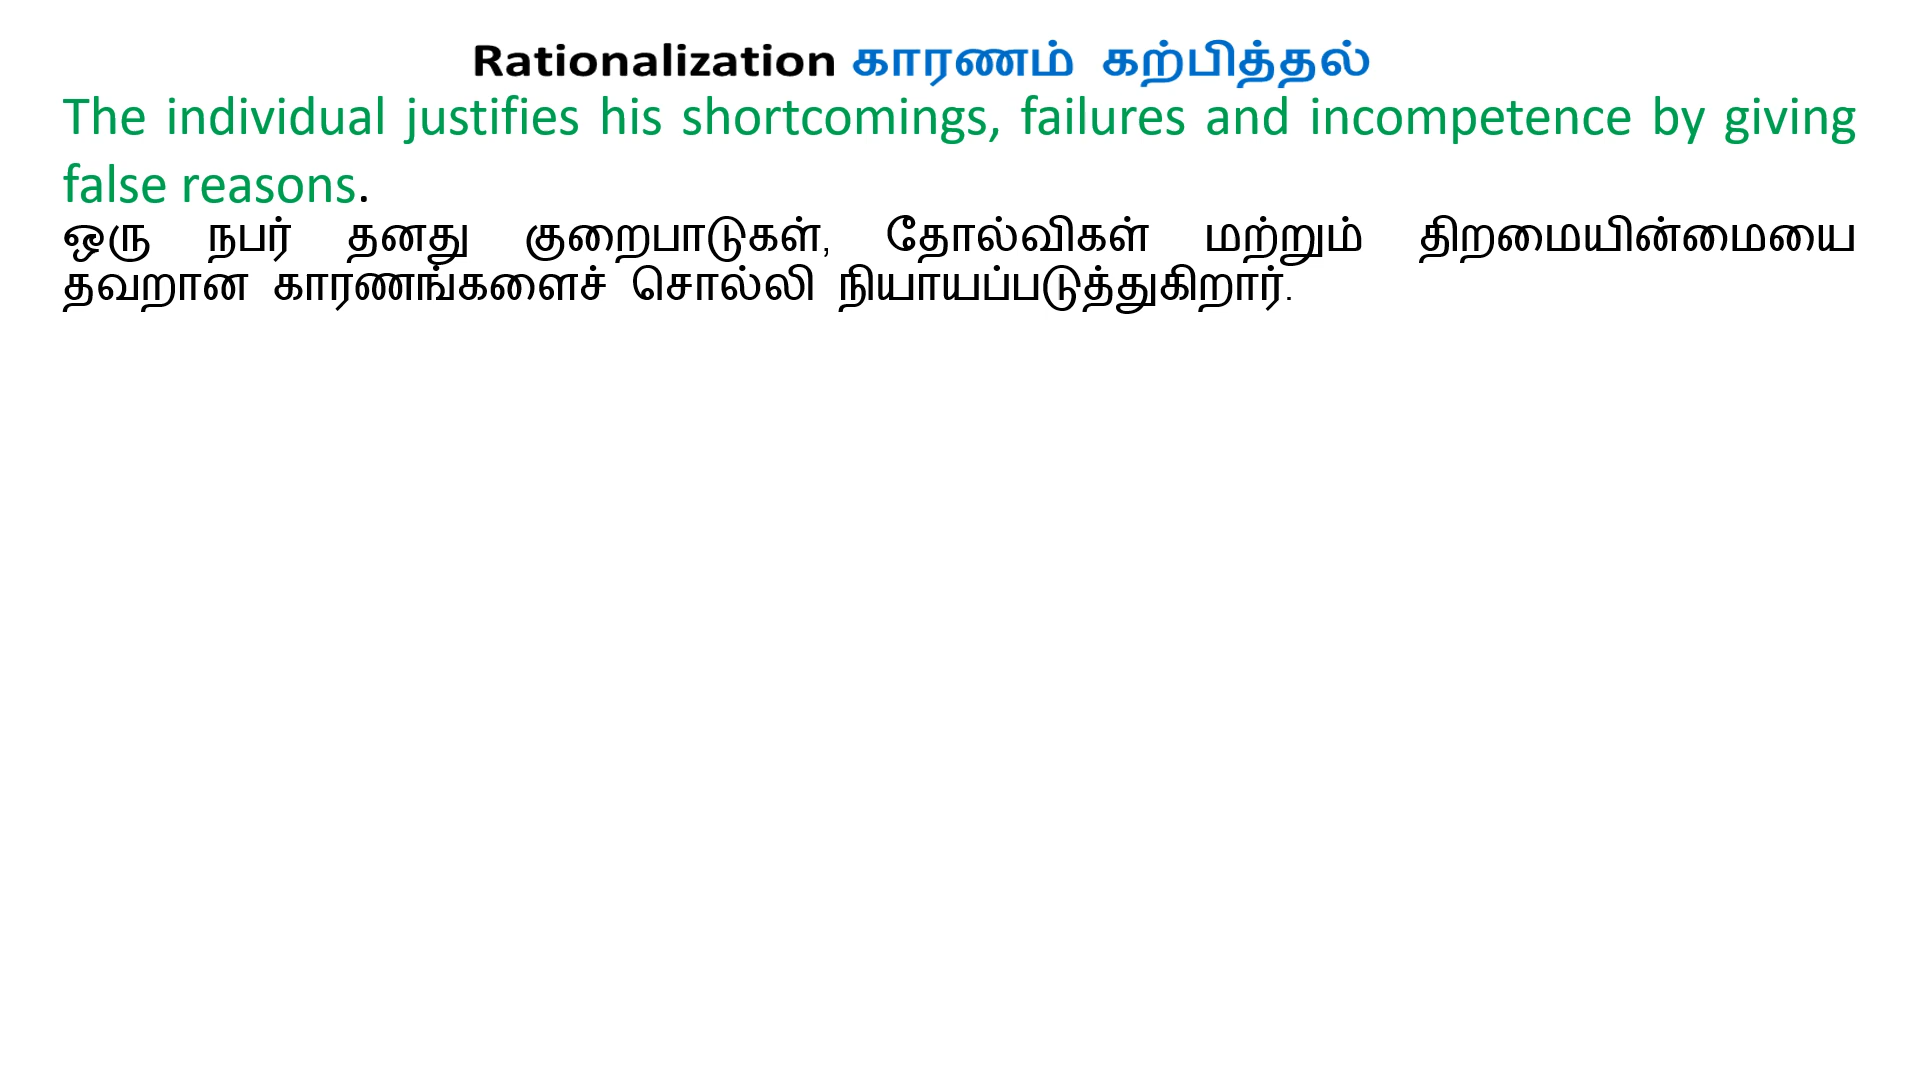 Rationalization காரணம் கற்பித்தல்
The individual justifies his shortcomings, failures and incompetence by giving
false reasons.
ஒரு நபர் தனது குறைபாடுகள், தோல்விகள் மற்றும் திறமையின்மையை
தவறான காரணங்களைச் சொல்லி நியாயப்படுத்துகிறார்.